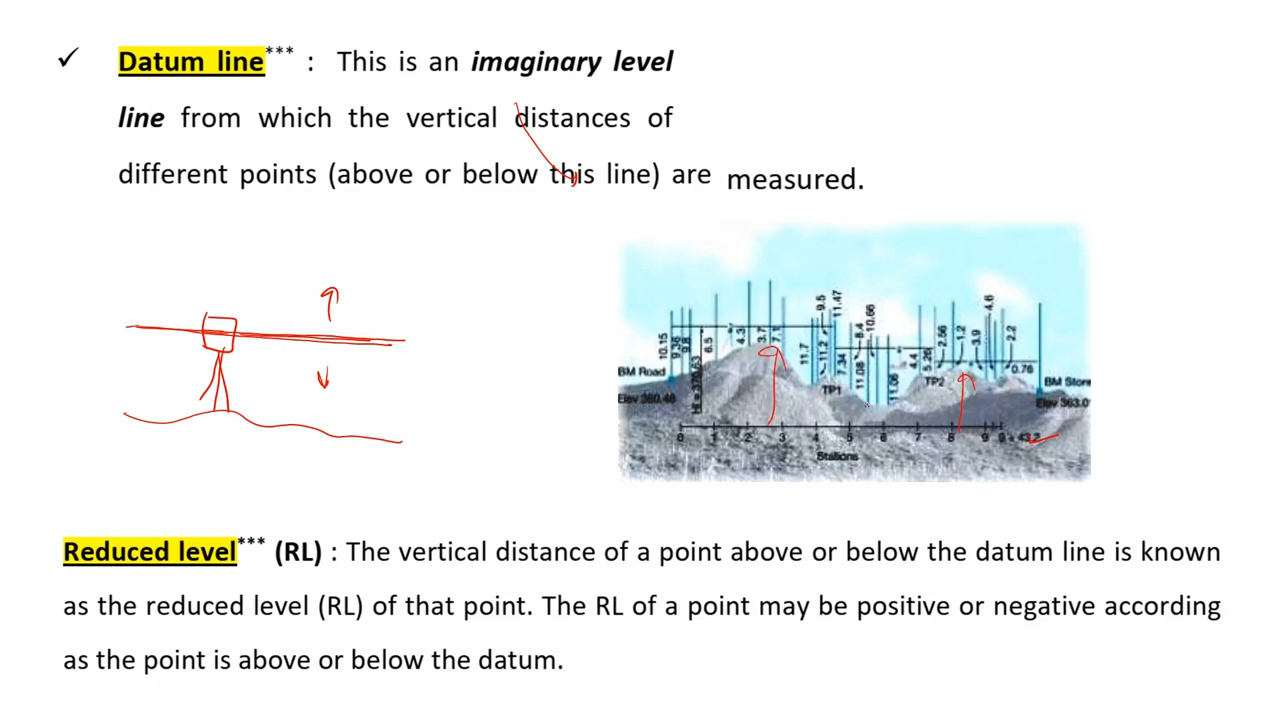 ✓ Datum line*** : This is an imaginary level
line from which the vertical distances of
different points (above or below this line) are measured.
10.15
9.36
9.8
6.5
4.3
3.7
7.1
11.7
9.5
11.2
11.47
7.34
8.4
11.08
10.66
11.06
4.4
5.26
2.56
1.2
3.9
4.6
2.2
0.76
BM Road
Elev 360.48
HI = 370.63
TP1
TP2
BM Store
Elev 363.0
0 1 2 3 4 5 6 7 8 9 9 + 43.2
Stations
Reduced level*** (RL) : The vertical distance of a point above or below the datum line is known
as the reduced level (RL) of that point. The RL of a point may be positive or negative according
as the point is above or below the datum.